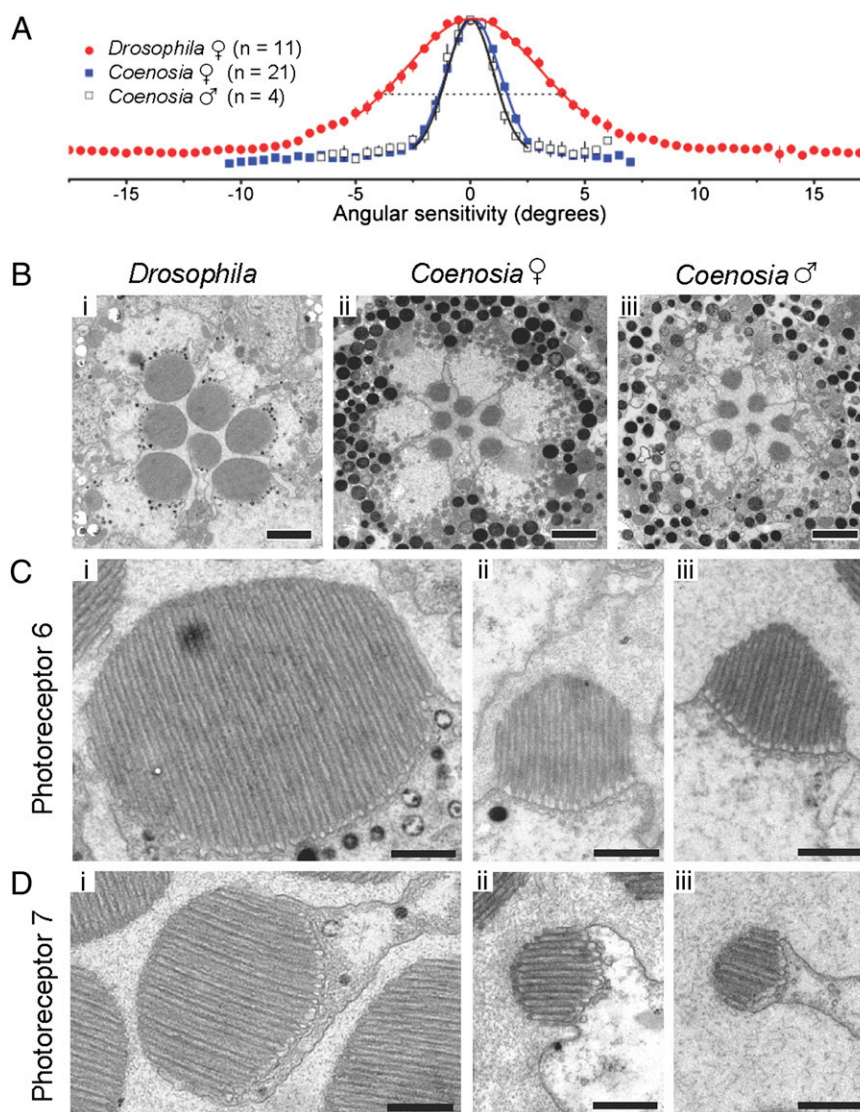 A
Drosophila ♀ (n = 11)
Coenosia ♀ (n = 21)
Coenosia ♂ (n = 4)
-15 -10 -5 0 5 10 15
Angular sensitivity (degrees)
B
Drosophila Coenosia ♀ Coenosia ♂
i ii iii
C
Photoreceptor 6
i ii iii
D
Photoreceptor 7
i ii iii